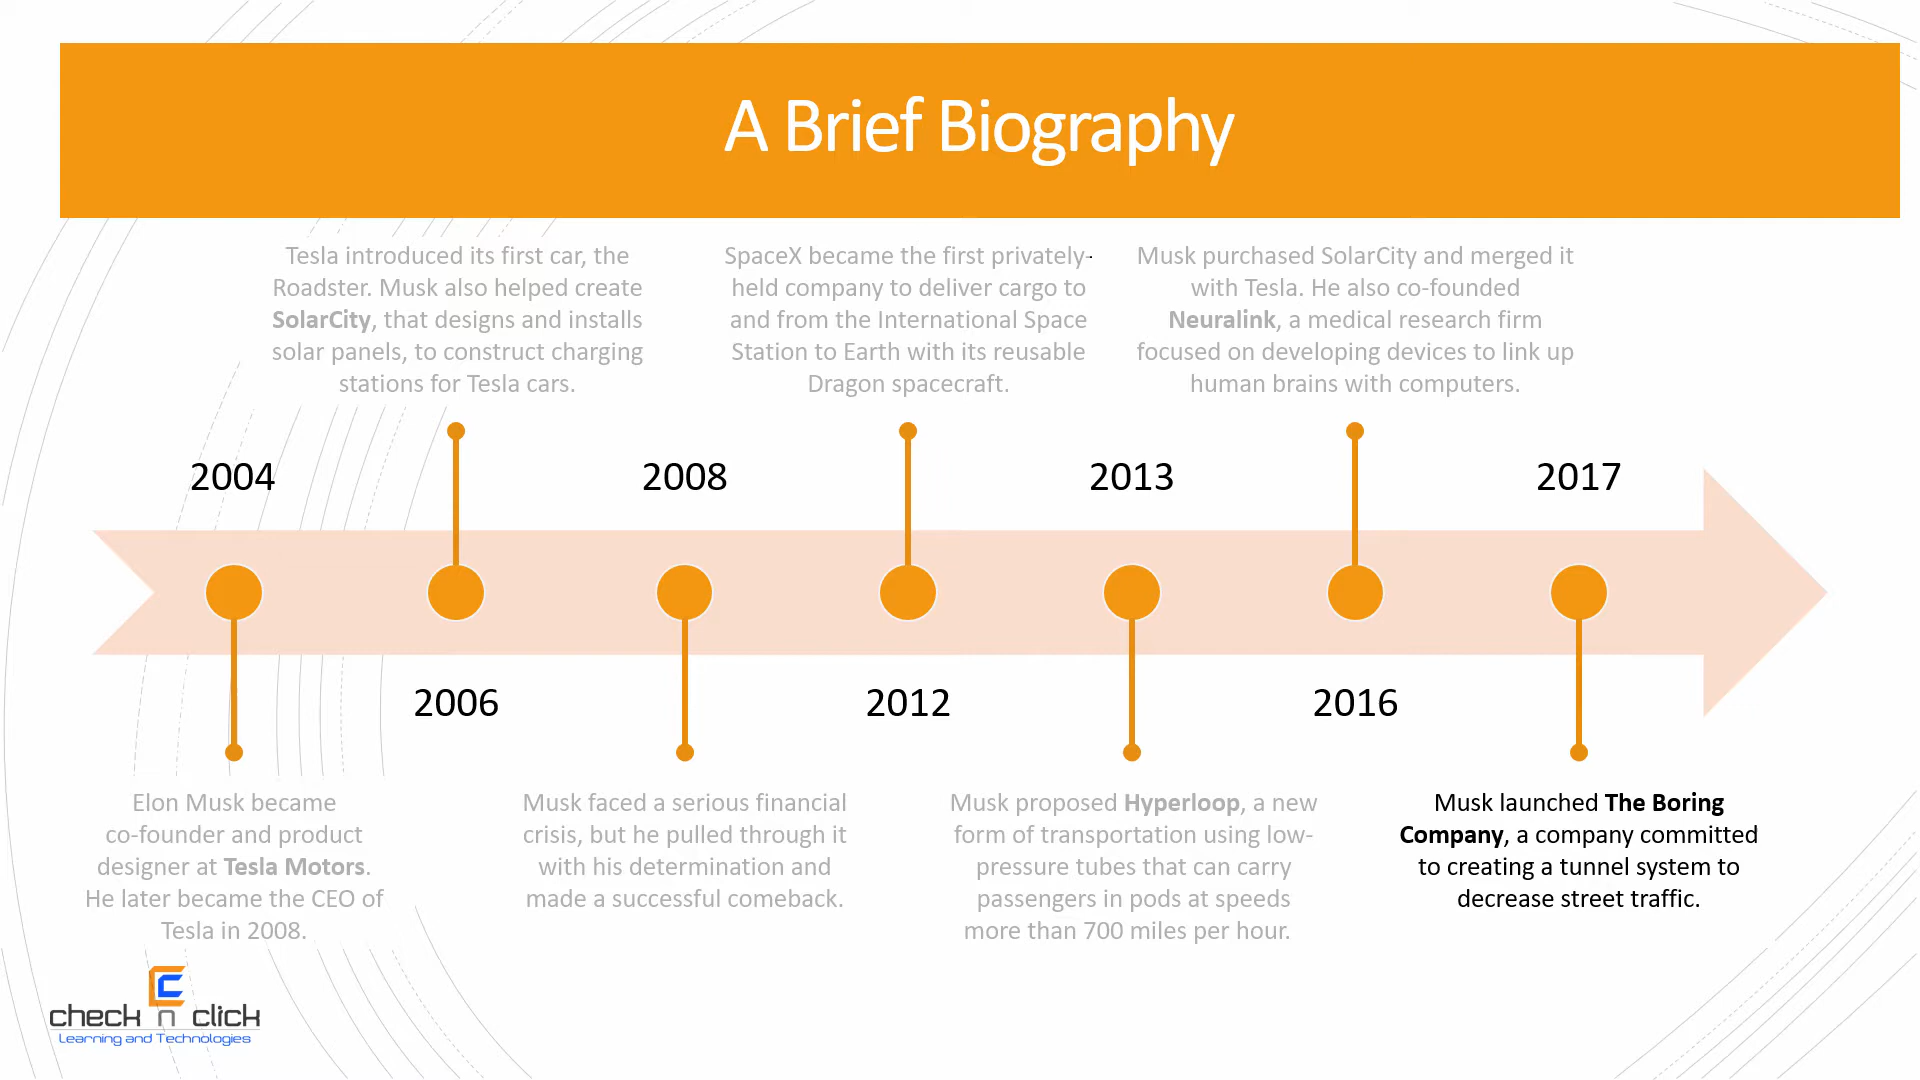 A Brief Biography
Tesla introduced its first car, the
Roadster. Musk also helped create
SolarCity, that designs and installs
solar panels, to construct charging
stations for Tesla cars.
SpaceX became the first privately-
held company to deliver cargo to
and from the International Space
Station to Earth with its reusable
Dragon spacecraft.
Musk purchased SolarCity and merged it
with Tesla. He also co-founded
Neuralink, a medical research firm
focused on developing devices to link up
human brains with computers.
2004
2008
2013
2017
2006
2012
2016
Elon Musk became
co-founder and product
designer at Tesla Motors.
He later became the CEO of
Tesla in 2008.
Musk faced a serious financial
crisis, but he pulled through it
with his determination and
made a successful comeback.
Musk proposed Hyperloop, a new
form of transportation using low-
pressure tubes that can carry
passengers in pods at speeds
more than 700 miles per hour.
Musk launched The Boring
Company, a company committed
to creating a tunnel system to
decrease street traffic.
check n click
Learning and Technologies